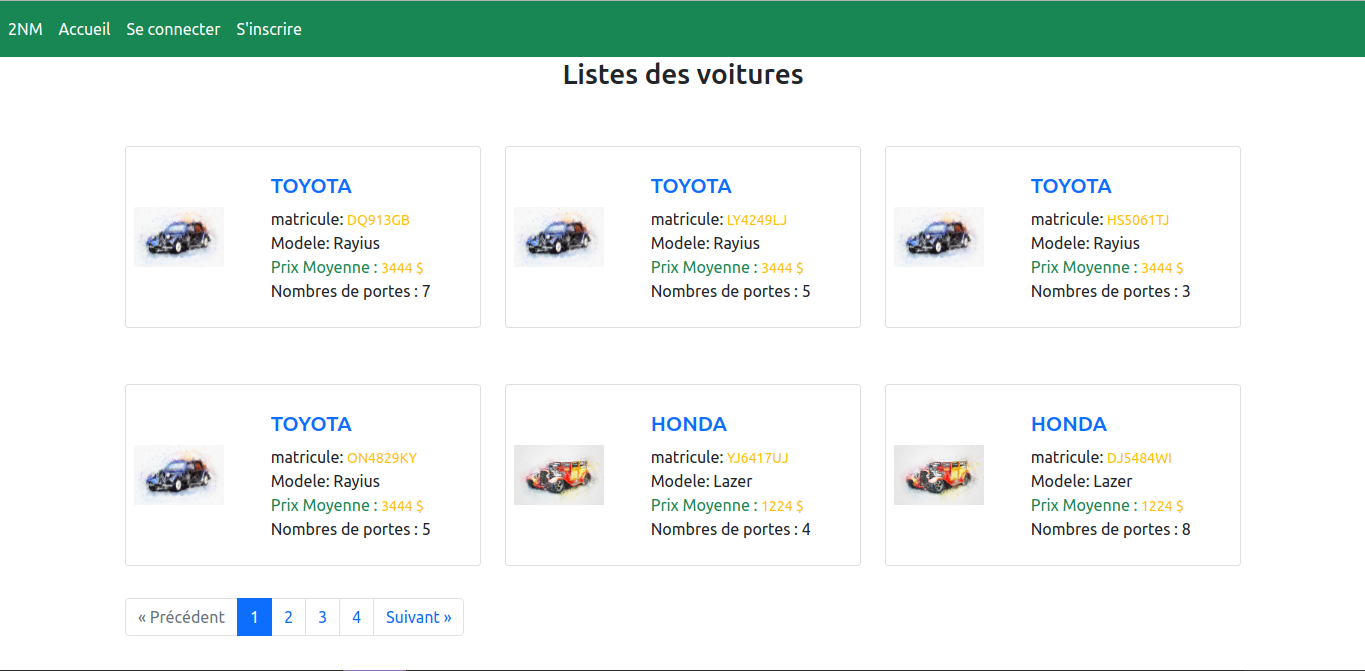 2NM Accueil Se connecter S'inscrire
Listes des voitures
TOYOTA
matricule: DQ913GB
Modele: Rayius
Prix Moyenne : 3444 $
Nombres de portes : 7
TOYOTA
matricule: LY4249LJ
Modele: Rayius
Prix Moyenne : 3444 $
Nombres de portes : 5
TOYOTA
matricule: HS5061TJ
Modele: Rayius
Prix Moyenne : 3444 $
Nombres de portes : 3
TOYOTA
matricule: ON4829KY
Modele: Rayius
Prix Moyenne : 3444 $
Nombres de portes : 5
HONDA
matricule: YJ6417UJ
Modele: Lazer
Prix Moyenne : 1224 $
Nombres de portes : 4
HONDA
matricule: DJ5484WI
Modele: Lazer
Prix Moyenne : 1224 $
Nombres de portes : 8
« Précédent 1 2 3 4 Suivant »